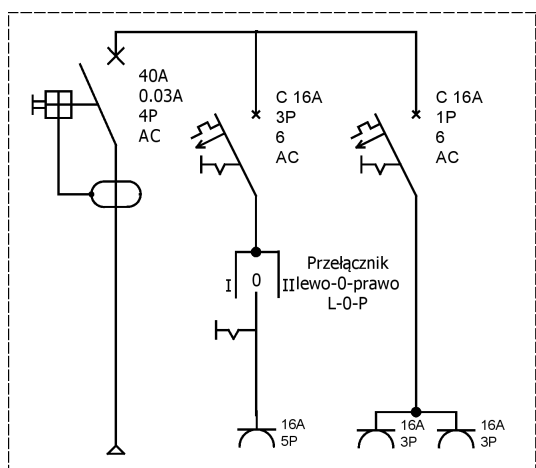 40A
0.03A
4P
AC
C 16A
3P
6
AC
C 16A
1P
6
AC
I
0
II
Przełącznik
lewo-0-prawo
L-0-P
16A
5P
16A
3P
16A
3P